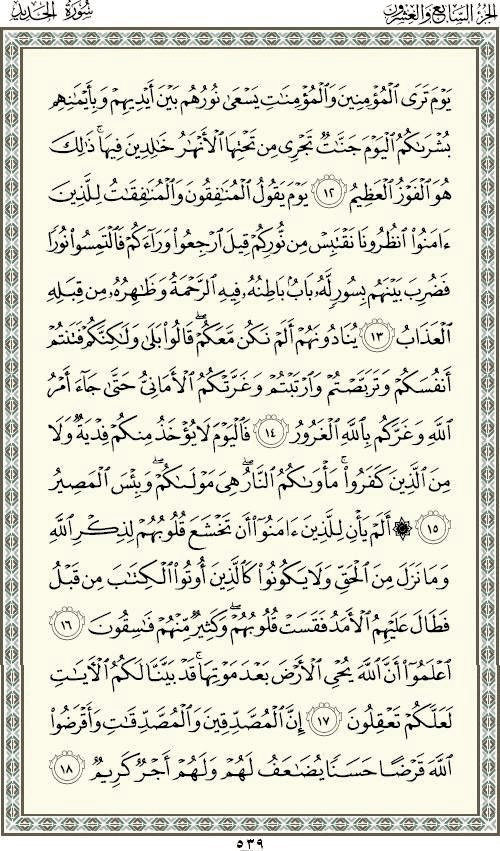 الجزء السابع والعشرون سُورَةُ الحَدِيدِ
يَوْمَ تَرَى ٱلْمُؤْمِنِينَ وَٱلْمُؤْمِنَٰتِ يَسْعَىٰ نُورُهُم بَيْنَ أَيْدِيهِمْ وَبِأَيْمَٰنِهِم
بُشْرَىٰكُمُ ٱلْيَوْمَ جَنَّٰتٌ تَجْرِى مِن تَحْتِهَا ٱلْأَنْهَٰرُ خَٰلِدِينَ فِيهَا ۚ ذَٰلِكَ
هُوَ ٱلْفَوْزُ ٱلْعَظِيمُ ١٢ يَوْمَ يَقُولُ ٱلْمُنَٰفِقُونَ وَٱلْمُنَٰفِقَٰتُ لِلَّذِينَ
ءَامَنُوا۟ ٱنظُرُونَا نَقْتَبِسْ مِن نُّورِكُمْ قِيلَ ٱرْجِعُوا۟ وَرَآءَكُمْ فَٱلْتَمِسُوا۟ نُورًا
فَضُرِبَ بَيْنَهُم بِسُورٍ لَّهُۥ بَابٌۢ بَاطِنُهُۥ فِيهِ ٱلرَّحْمَةُ وَظَٰهِرُهُۥ مِن قِبَلِهِ
ٱلْعَذَابُ ١٣ يُنَادُونَهُمْ أَلَمْ نَكُن مَّعَكُمْ ۖ قَالُوا۟ بَلَىٰ وَلَٰكِنَّكُمْ فَتَنتُمْ
أَنفُسَكُمْ وَتَرَبَّصْتُمْ وَٱرْتَبْتُمْ وَغَرَّتْكُمُ ٱلْأَمَانِىُّ حَتَّىٰ جَآءَ أَمْرُ
ٱللَّهِ وَغَرَّكُم بِٱللَّهِ ٱلْغَرُورُ ١٤ فَٱلْيَوْمَ لَا يُؤْخَذُ مِنكُمْ فِدْيَةٌ وَلَا
مِنَ ٱلَّذِينَ كَفَرُوا۟ ۚ مَأْوَىٰكُمُ ٱلنَّارُ ۖ هِىَ مَوْلَىٰكُمْ ۖ وَبِئْسَ ٱلْمَصِيرُ
١٥ ۞ أَلَمْ يَأْنِ لِلَّذِينَ ءَامَنُوٓا۟ أَن تَخْشَعَ قُلُوبُهُمْ لِذِكْرِ ٱللَّهِ
وَمَا نَزَلَ مِنَ ٱلْحَقِّ وَلَا يَكُونُوا۟ كَٱلَّذِينَ أُوتُوا۟ ٱلْكِتَٰبَ مِن قَبْلُ
فَطَالَ عَلَيْهِمُ ٱلْأَمَدُ فَقَسَتْ قُلُوبُهُمْ ۖ وَكَثِيرٌ مِّنْهُمْ فَٰسِقُونَ ١٦
ٱعْلَمُوٓا۟ أَنَّ ٱللَّهَ يُحْىِ ٱلْأَرْضَ بَعْدَ مَوْتِهَا ۚ قَدْ بَيَّنَّا لَكُمُ ٱلْءَايَٰتِ
لَعَلَّكُمْ تَعْقِلُونَ ١٧ إِنَّ ٱلْمُصَّدِّقِينَ وَٱلْمُصَّدِّقَٰتِ وَأَقْرَضُوا۟
ٱللَّهَ قَرْضًا حَسَنًا يُضَٰعَفُ لَهُمْ وَلَهُمْ أَجْرٌ كَرِيمٌ ١٨
٥٣٩